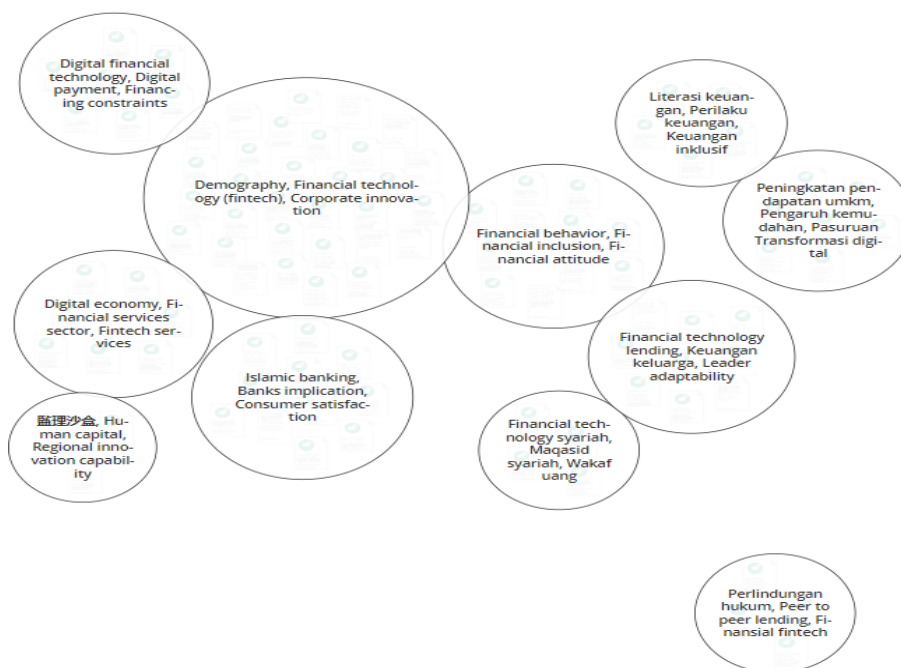 Digital financial
technology, Digital
payment, Financ-
ing constraints
Demography, Financial technol-
ogy (fintech), Corporate innova-
tion
Literasi keuan-
gan, Perilaku
keuangan,
Keuangan
inklusif
Peningkatan pen-
dapatan umkm,
Pengaruh kemu-
dahan, Pasuruan
Transformasi digi-
tal
Financial behavior, Fi-
nancial inclusion, Fi-
nancial attitude
Digital economy, Fi-
nancial services
sector, Fintech ser-
vices
Financial technology
lending, Keuangan
keluarga, Leader
adaptability
Islamic banking,
Banks implication,
Consumer satisfac-
tion
監理沙盒, Hu-
man capital,
Regional inno-
vation capabil-
ity
Financial tech-
nology syariah,
Maqasid
syariah, Wakaf
uang
Perlindungan
hukum, Peer to
peer lending, Fi-
nansial fintech